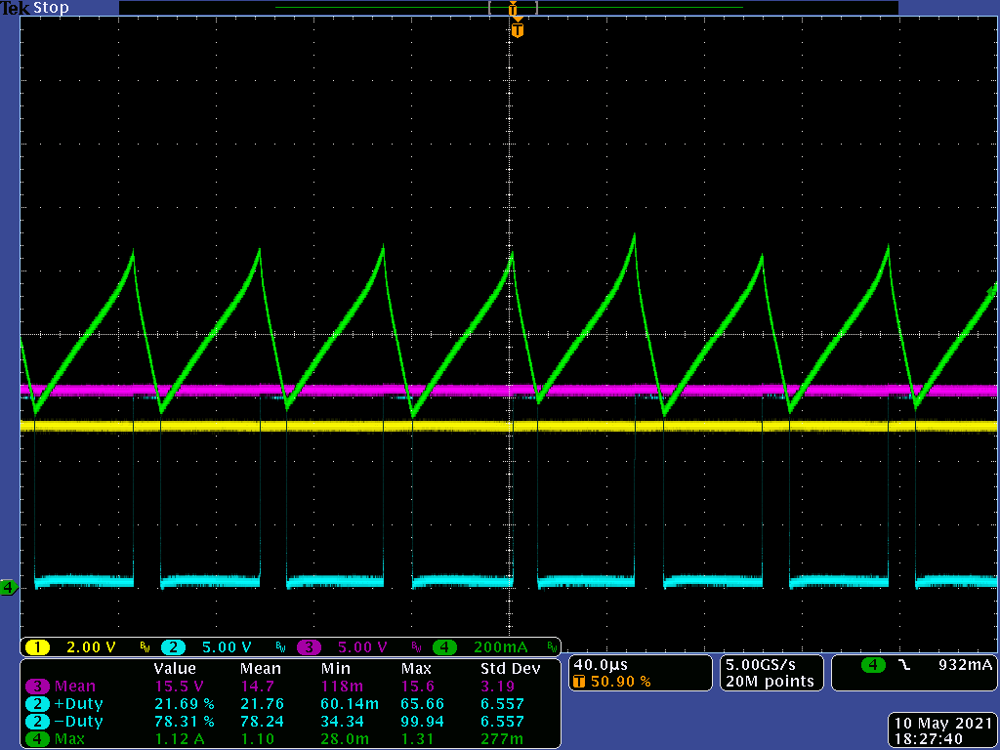 Tek Stop
T
T
4
1 2.00 V BW 2 5.00 V BW 3 5.00 V BW 4 200mA BW
40.0µs
T 50.90 %
5.00GS/s
20M points
4 932mA
Value Mean Min Max Std Dev
3 Mean 15.5 V 14.7 118m 15.6 3.19
2 +Duty 21.69 % 21.76 60.14m 65.66 6.557
2 −Duty 78.31 % 78.24 34.34 99.94 6.557
4 Max 1.12 A 1.10 28.0m 1.31 277m
10 May 2021
18:27:40